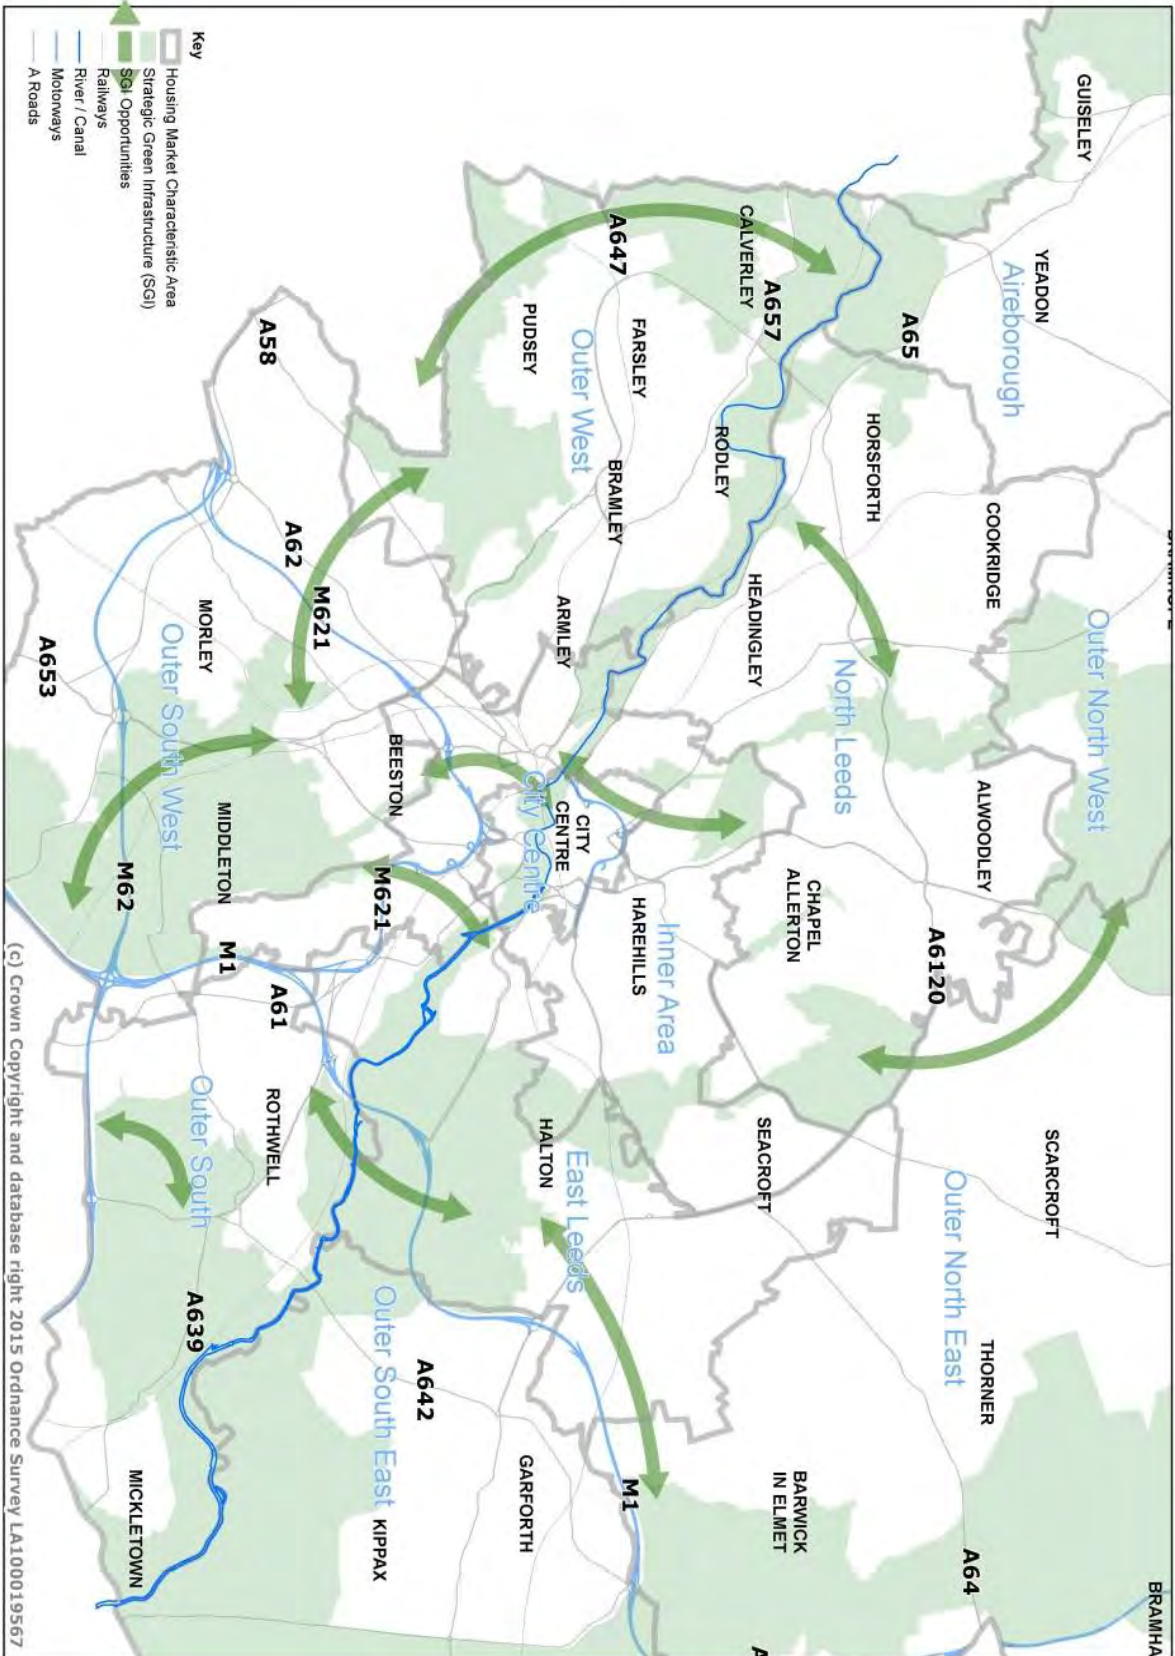 GUISELEY
YEADON
Aireborough
A65
HORSFORTH
COOKRIDGE
Outer North West
CALVERLEY
A657
A647
FARSLEY
PUDSEY
Outer West
RODLEY
BRAMLEY
HEADINGLEY
North Leeds
ALWOODLEY
A58
A62
M621
ARMLEY
MORLEY
Outer South West
A653
BEESTON
City Centre
CITY
CENTRE
CHAPEL
ALLERTON
A6120
HAREHILLS
Inner Area
MIDDLETON
M62
M621
M1
A61
ROTHWELL
Outer South
HALTON
East Leeds
SEACROFT
SCARCROFT
Outer North East
THORNER
A639
Outer South East
A642
GARFORTH
M1
BARWICK
IN ELMET
A64
KIPPAX
MICKLETOWN
BRAMHA
A
Key
Housing Market Characteristic Area
Strategic Green Infrastructure (SGI)
SGI Opportunities
Railways
River / Canal
Motorways
A Roads
(c) Crown Copyright and database right 2015 Ordnance Survey LA100019567